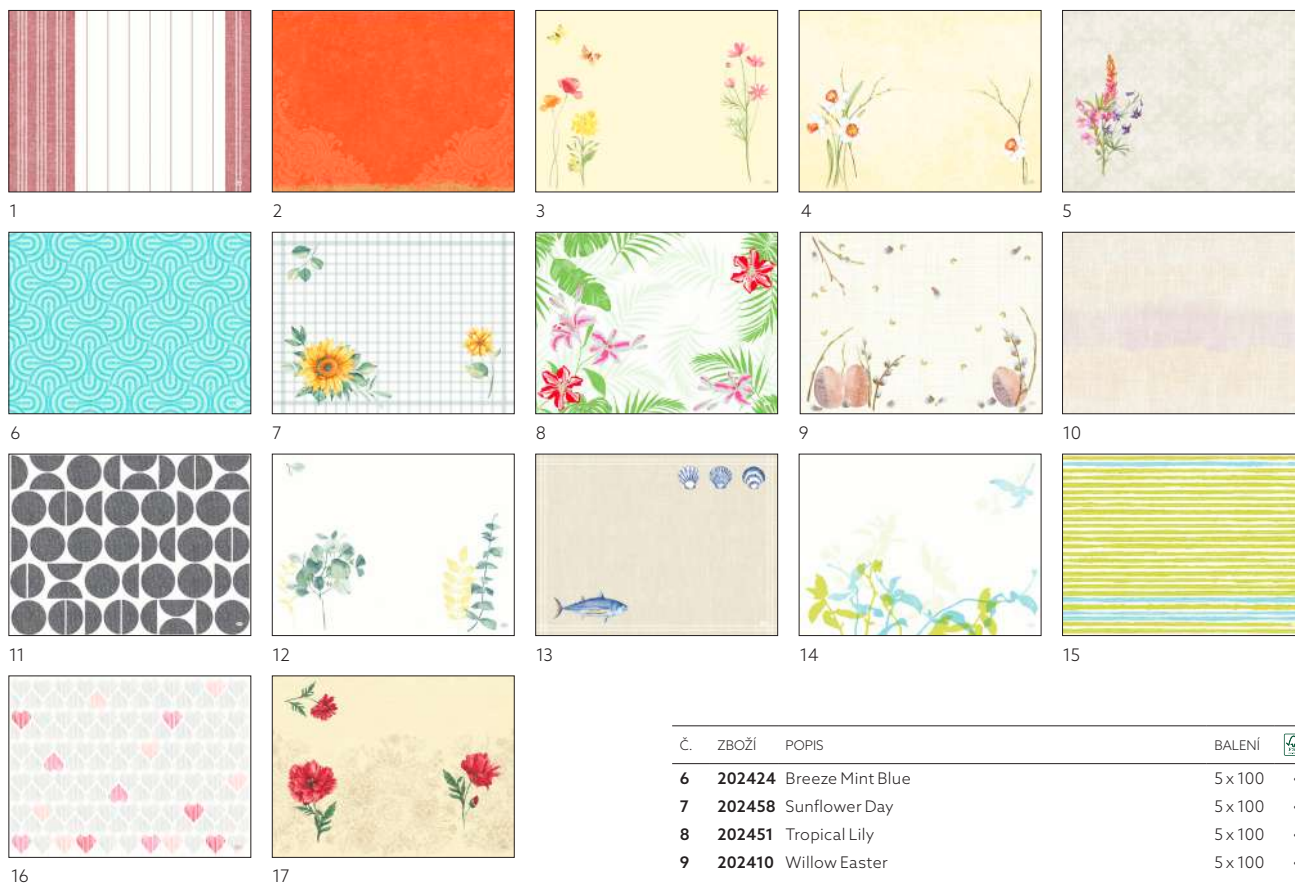 1 2 3 4 5
6 7 8 9 10
11 12 13 14 15
16 17
Č. ZBOŽÍ POPIS BALENÍ
6 202424 Breeze Mint Blue 5 x 100
7 202458 Sunflower Day 5 x 100
8 202451 Tropical Lily 5 x 100
9 202410 Willow Easter 5 x 100